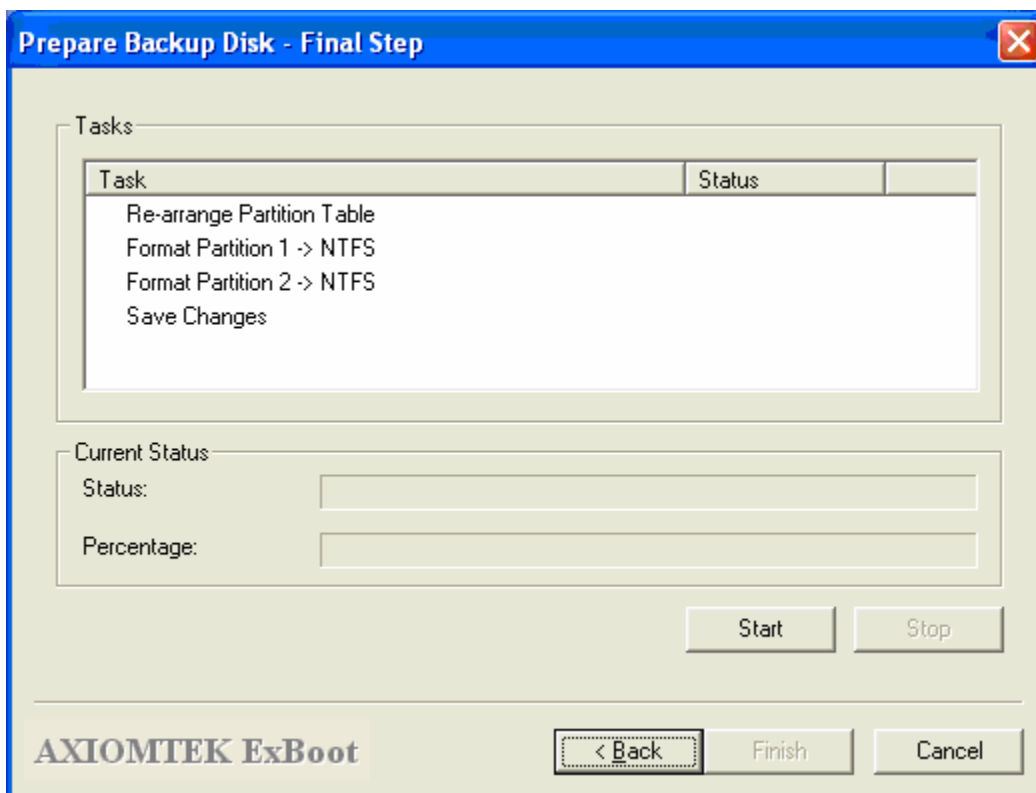 Prepare Backup Disk - Final Step
Tasks
Task Status
Re-arrange Partition Table
Format Partition 1 -> NTFS
Format Partition 2 -> NTFS
Save Changes
Current Status
Status:
Percentage:
Start Stop
AXIOMTEK ExBoot < Back Finish Cancel